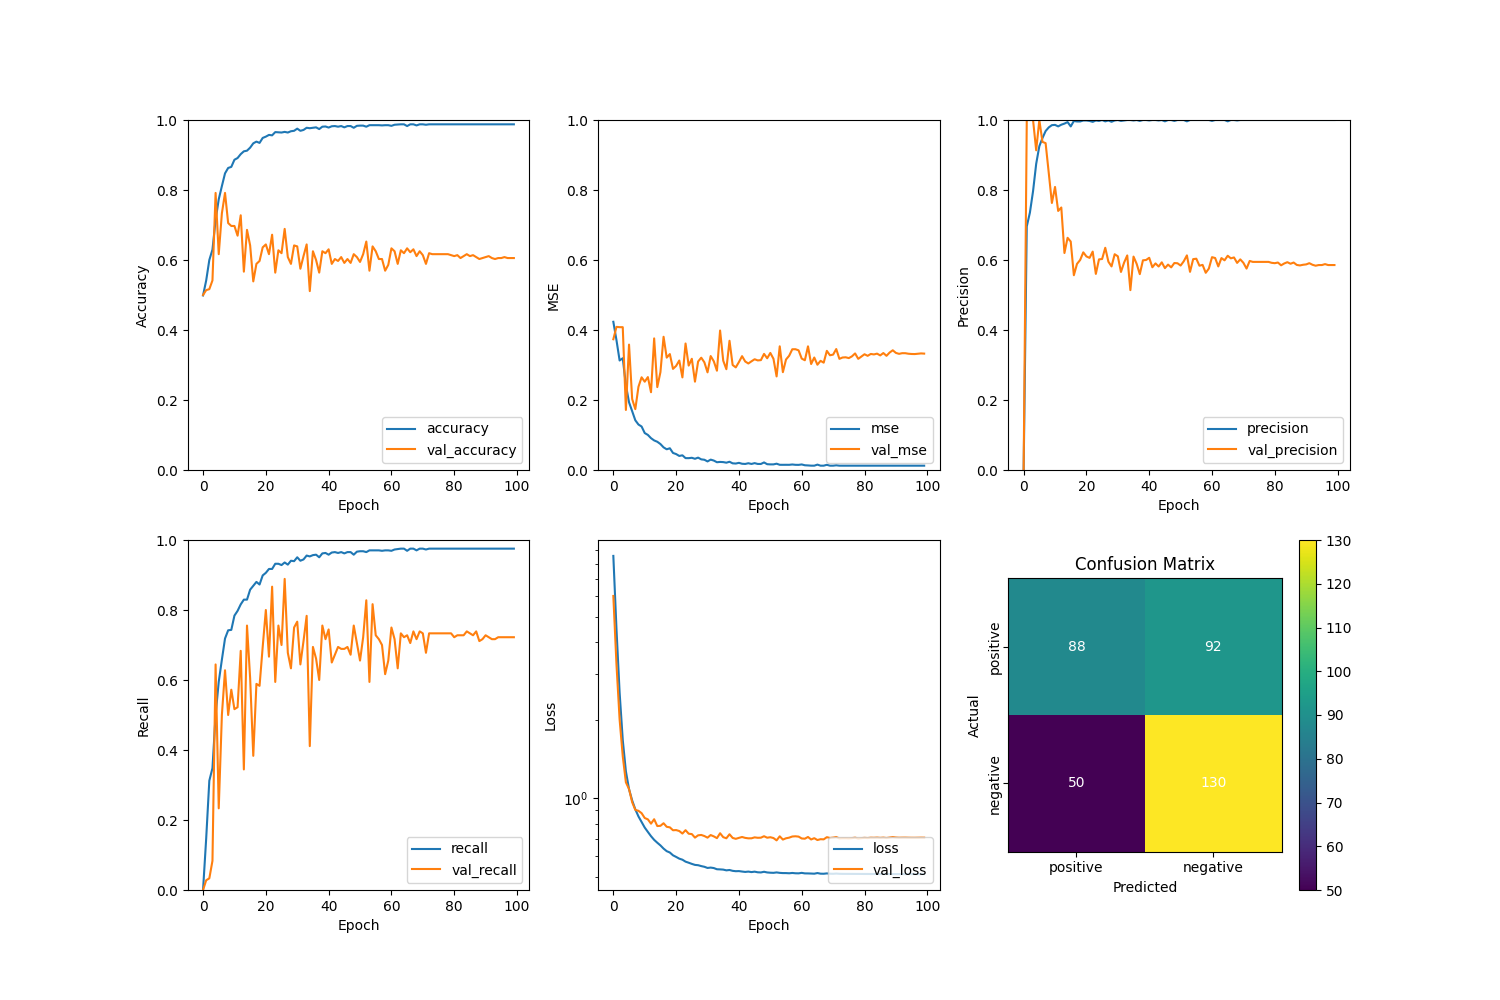 1.0
0.8
0.6
0.4
0.2
0.0
Accuracy
0 20 40 60 80 100
Epoch
accuracy
val_accuracy
1.0
0.8
0.6
0.4
0.2
0.0
MSE
0 20 40 60 80 100
Epoch
mse
val_mse
1.0
0.8
0.6
0.4
0.2
0.0
Precision
0 20 40 60 80 100
Epoch
precision
val_precision
1.0
0.8
0.6
0.4
0.2
0.0
Recall
0 20 40 60 80 100
Epoch
recall
val_recall
10⁰
Loss
0 20 40 60 80 100
Epoch
loss
val_loss
Confusion Matrix
Actual
positive
negative
88 92
50 130
positive negative
Predicted
130
120
110
100
90
80
70
60
50